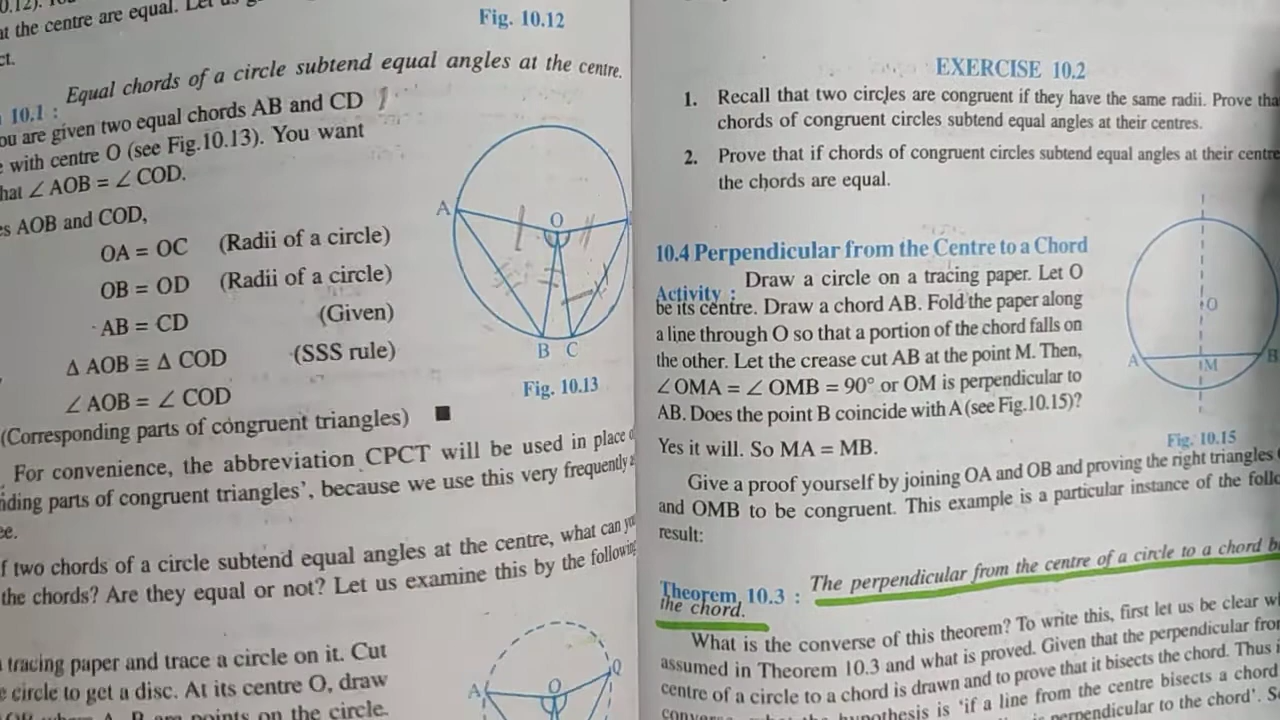 at the centre are equal.
Fig. 10.12
ct.
Equal chords of a circle subtend equal angles at the centre.
10.1 :
ou are given two equal chords AB and CD
with centre O (see Fig.10.13). You want
hat ∠ AOB = ∠ COD.
es AOB and COD,
OA = OC (Radii of a circle)
OB = OD (Radii of a circle)
AB = CD (Given)
Δ AOB ≅ Δ COD (SSS rule)
∠ AOB = ∠ COD
(Corresponding parts of congruent triangles) ■
A
O
B C
Fig. 10.13
For convenience, the abbreviation CPCT will be used in place
nding parts of congruent triangles', because we use this very frequently
ee.
f two chords of a circle subtend equal angles at the centre, what can
the chords? Are they equal or not? Let us examine this by the following
tracing paper and trace a circle on it. Cut
circle to get a disc. At its centre O, draw
A, B are points on the circle.
A
O
Q
EXERCISE 10.2
1. Recall that two circles are congruent if they have the same radii. Prove tha
chords of congruent circles subtend equal angles at their centres.
2. Prove that if chords of congruent circles subtend equal angles at their centre
the chords are equal.
10.4 Perpendicular from the Centre to a Chord
Activity : Draw a circle on a tracing paper. Let O
be its centre. Draw a chord AB. Fold the paper along
a line through O so that a portion of the chord falls on
the other. Let the crease cut AB at the point M. Then,
∠ OMA = ∠ OMB = 90° or OM is perpendicular to
AB. Does the point B coincide with A (see Fig.10.15)?
Yes it will. So MA = MB.
O
A
M
B
Fig. 10.15
Give a proof yourself by joining OA and OB and proving the right triangles
and OMB to be congruent. This example is a particular instance of the follo
result:
Theorem 10.3 : The perpendicular from the centre of a circle to a chord b
the chord.
What is the converse of this theorem? To write this, first let us be clear wh
assumed in Theorem 10.3 and what is proved. Given that the perpendicular from
centre of a circle to a chord is drawn and to prove that it bisects the chord. Thus i
hypothesis is 'if a line from the centre bisects a chord
perpendicular to the chord'.